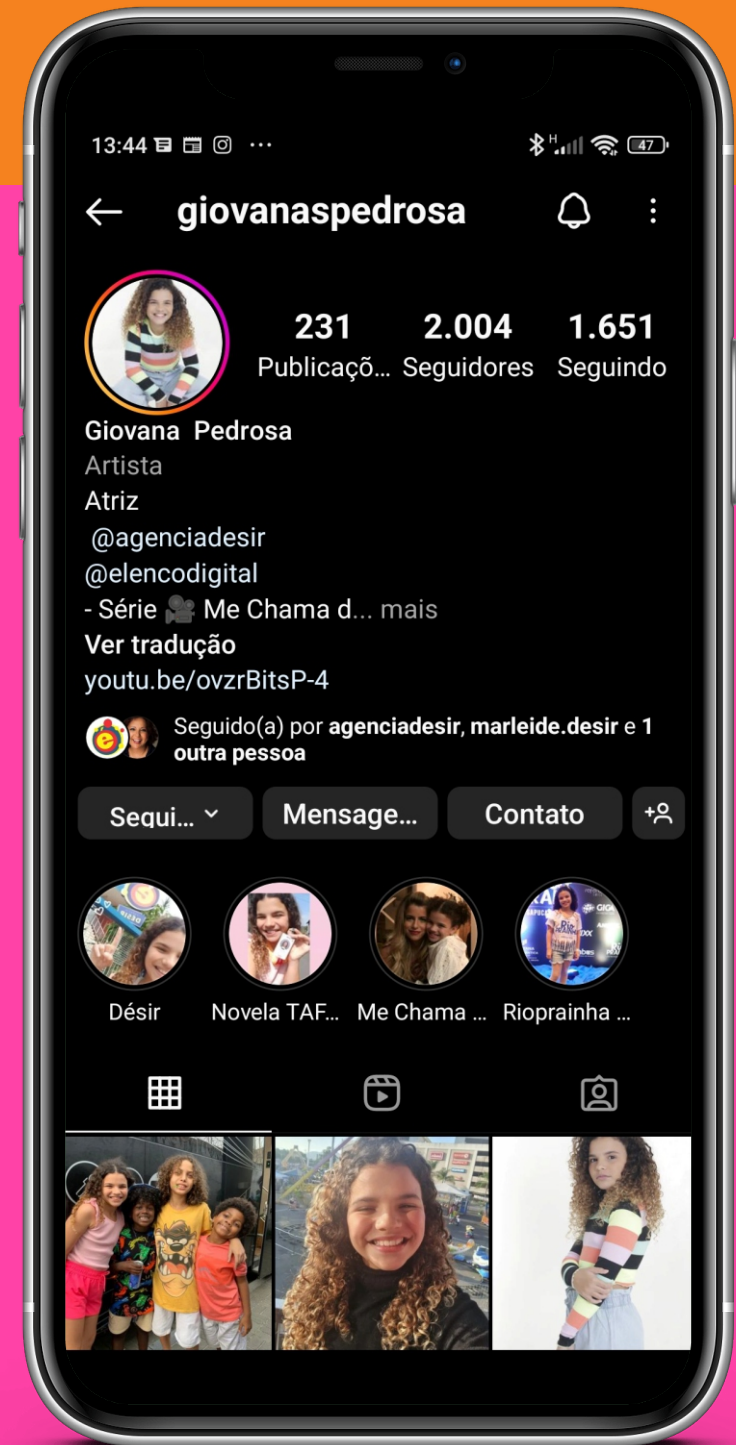 13:44 ...
H 47
giovanaspedrosa
231 2.004 1.651
Publicaçõ... Seguidores Seguindo
Giovana Pedrosa
Artista
Atriz
@agenciadesir
@elencodigital
- Série 🎥 Me Chama d... mais
Ver tradução
youtu.be/ovzrBitsP-4
Seguido(a) por agenciadesir, marleide.desir e 1
outra pessoa
Segui... Mensage... Contato
Désir Novela TAF... Me Chama ... Rioprainha ...